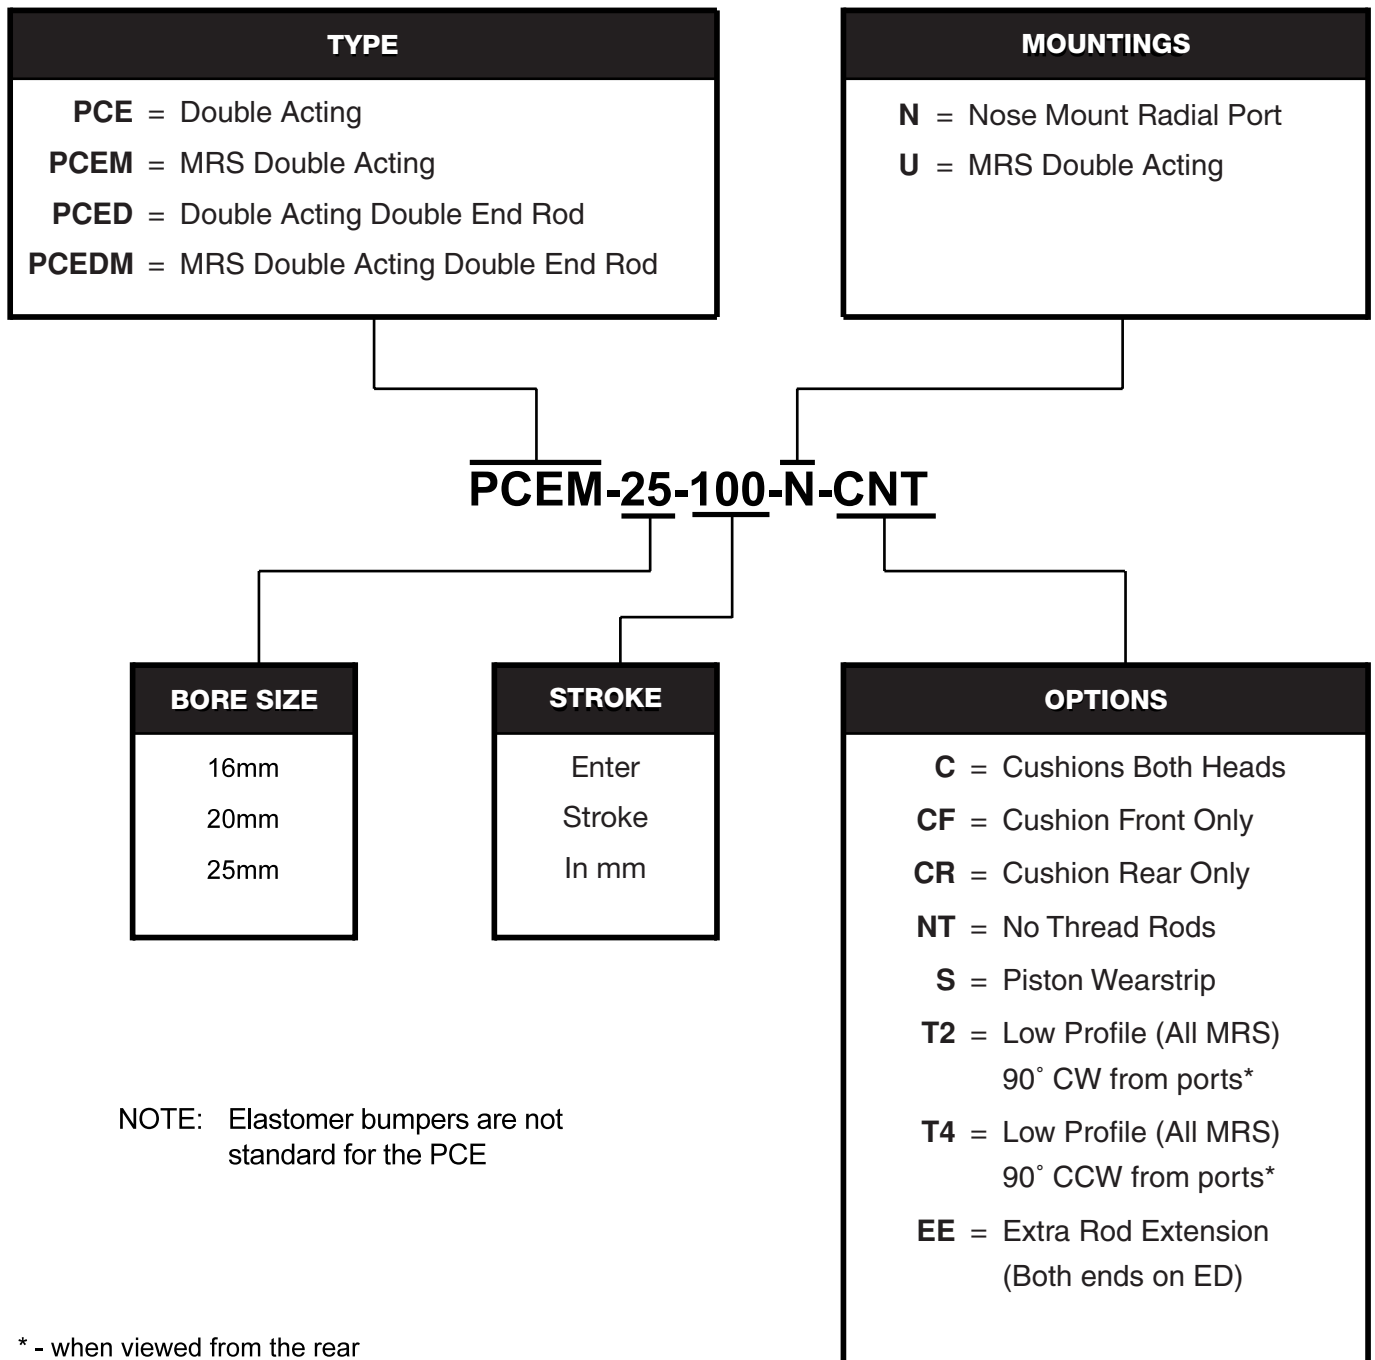 TYPE
PCE = Double Acting
PCEM = MRS Double Acting
PCED = Double Acting Double End Rod
PCEDM = MRS Double Acting Double End Rod
MOUNTINGS
N = Nose Mount Radial Port
U = MRS Double Acting
PCEM-25-100-N-CNT
BORE SIZE
16mm
20mm
25mm
STROKE
Enter
Stroke
In mm
OPTIONS
C = Cushions Both Heads
CF = Cushion Front Only
CR = Cushion Rear Only
NT = No Thread Rods
S = Piston Wearstrip
T2 = Low Profile (All MRS)
90° CW from ports*
T4 = Low Profile (All MRS)
90° CCW from ports*
EE = Extra Rod Extension
(Both ends on ED)
NOTE: Elastomer bumpers are not
standard for the PCE
* - when viewed from the rear